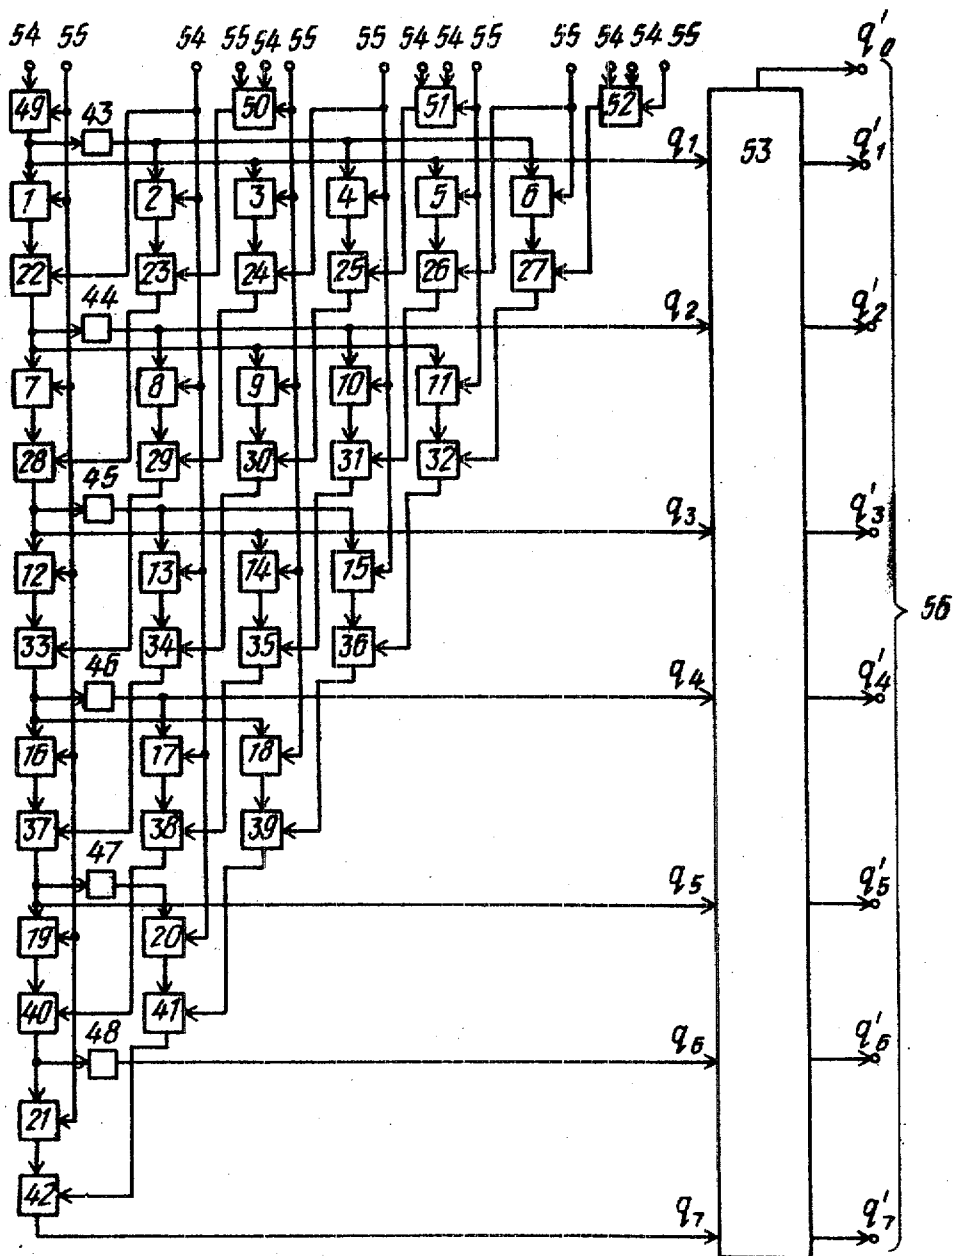 54 55 54 55 54 55 55 54 54 55 55 54 54 55 q'0
49 43 50 51 52
q1 53 q'1
1 2 3 4 5 6
22 23 24 25 26 27
44 q2 q'2
7 8 9 10 11
28 29 30 31 32
45 q3 q'3
12 13 14 15
56
33 34 35 36
46 q4 q'4
16 17 18
37 38 39
47 q5 q'5
19 20
40 41
48 q6 q'6
21
42
q7 q'7